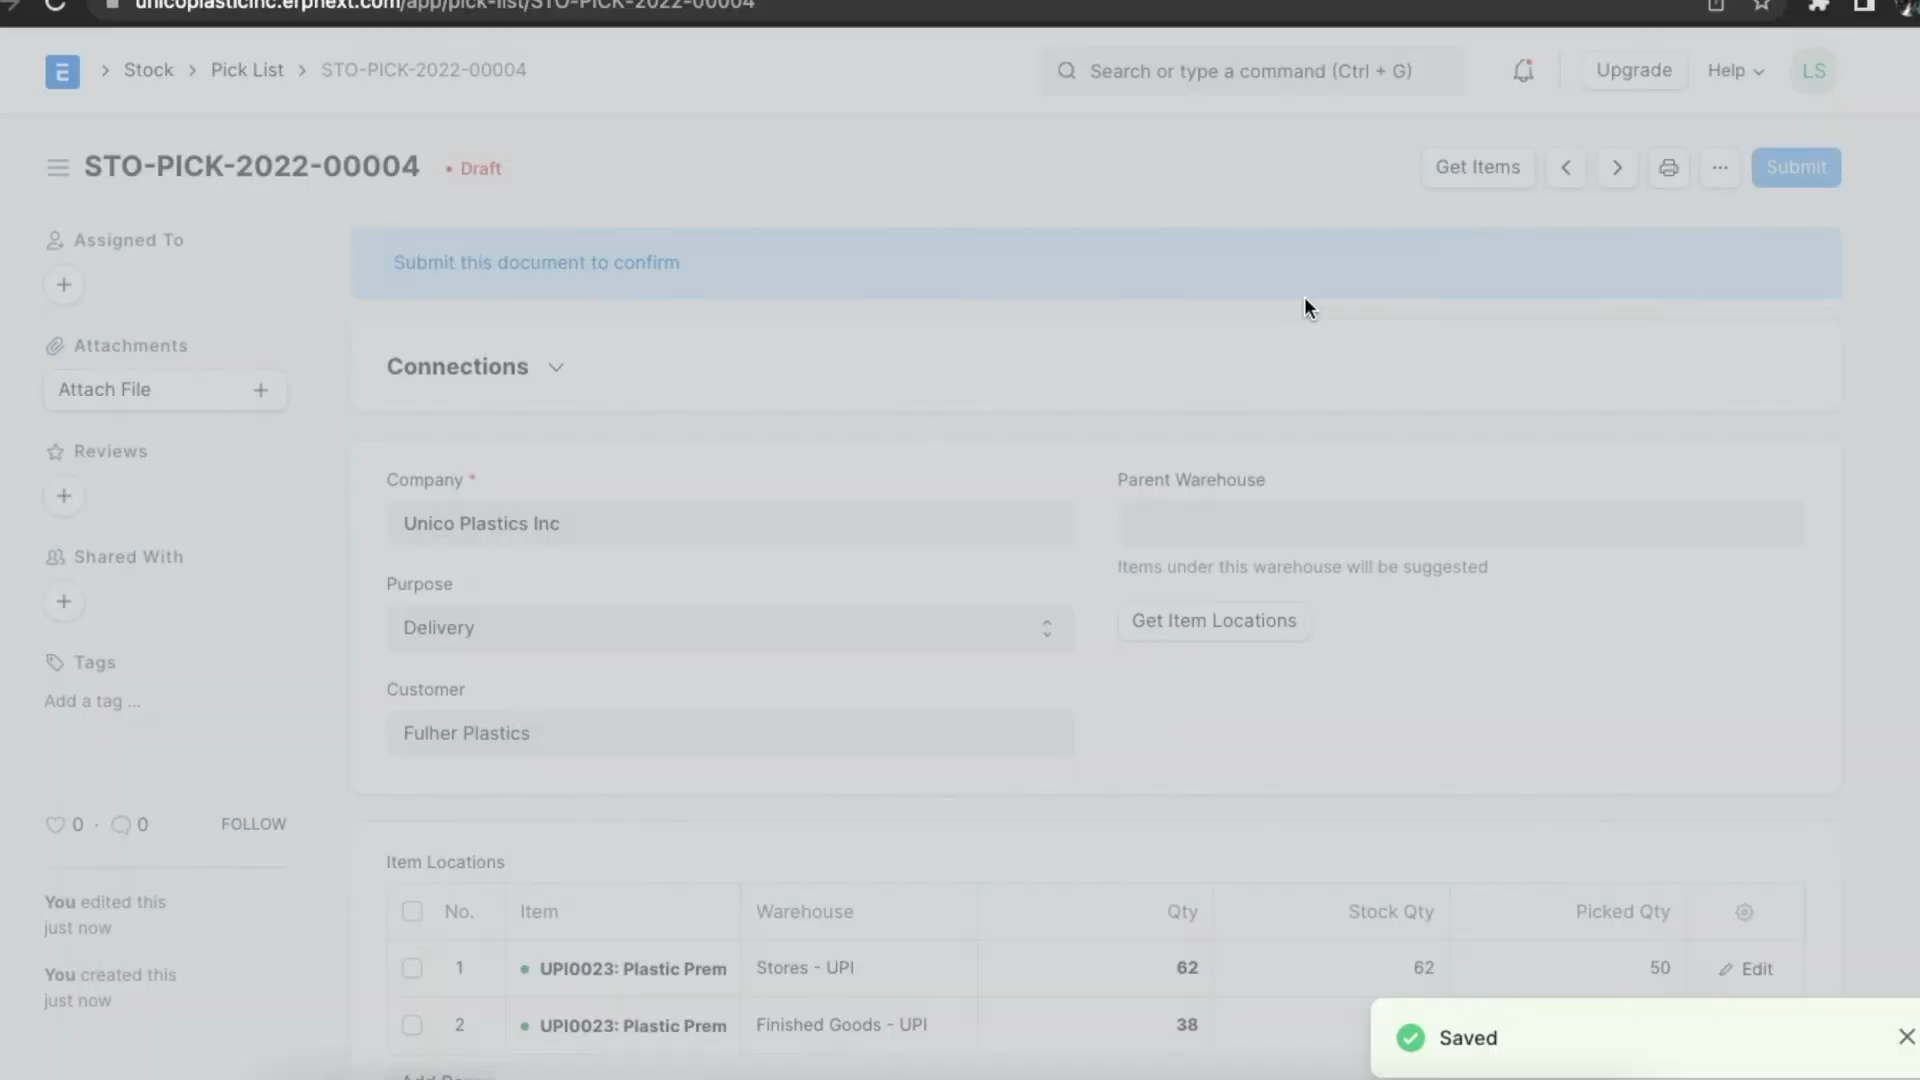 unicoplasticinc.erpnext.com/app/pick-list/STO-PICK-2022-00004
Stock > Pick List > STO-PICK-2022-00004
Search or type a command (Ctrl + G)
Upgrade
Help
LS
STO-PICK-2022-00004
Draft
Get Items
Submit
Assigned To
Submit this document to confirm
Attachments
Attach File
Connections
Reviews
Shared With
Tags
Add a tag ...
0 · 0
FOLLOW
You edited this
just now
You created this
just now
Company *
Unico Plastics Inc
Purpose
Delivery
Customer
Fulher Plastics
Parent Warehouse
Items under this warehouse will be suggested
Get Item Locations
Item Locations
No. Item Warehouse Qty Stock Qty Picked Qty
1 UPI0023: Plastic Prem Stores - UPI 62 62 50 Edit
2 UPI0023: Plastic Prem Finished Goods - UPI 38
Saved